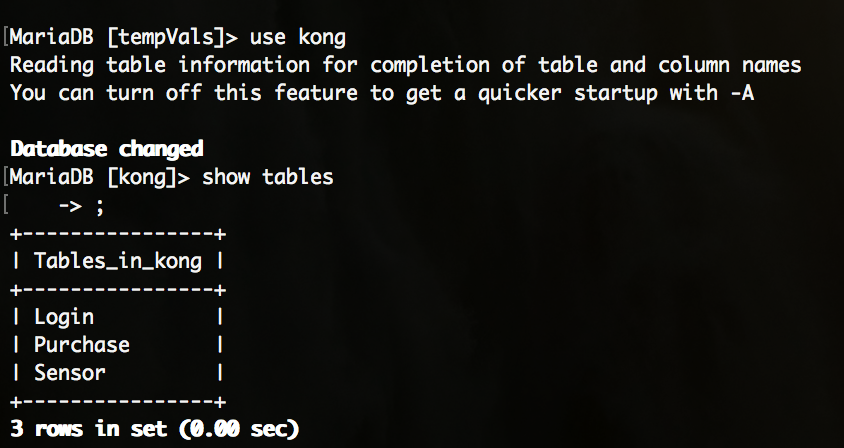 [MariaDB [tempVals]> use kong
Reading table information for completion of table and column names
You can turn off this feature to get a quicker startup with -A
Database changed
[MariaDB [kong]> show tables
[    -> ;
+----------------+
| Tables_in_kong |
+----------------+
| Login          |
| Purchase       |
| Sensor         |
+----------------+
3 rows in set (0.00 sec)